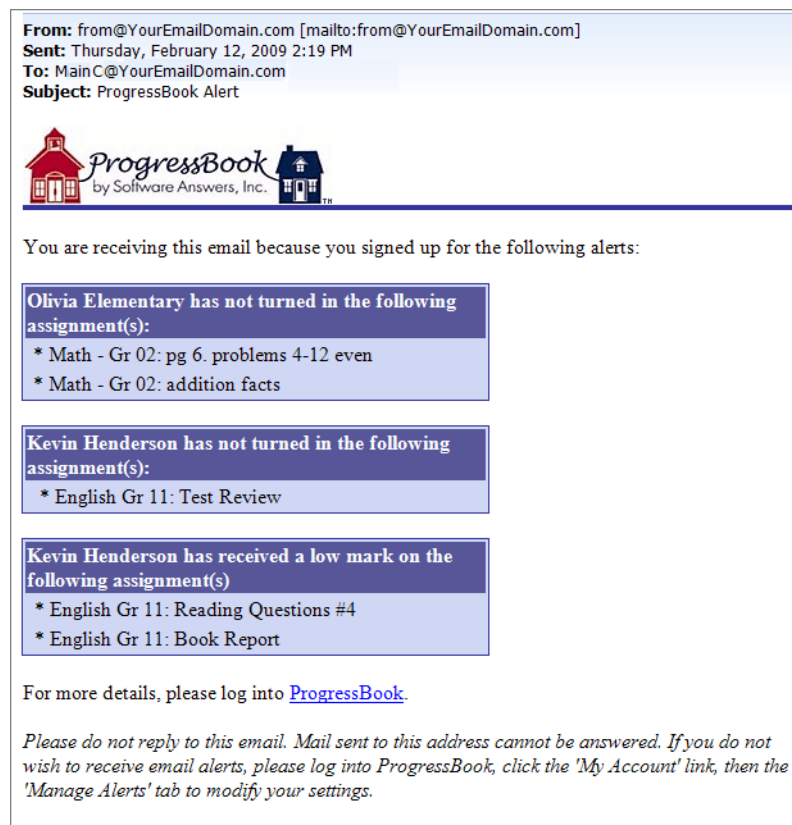 From: from@YourEmailDomain.com [mailto:from@YourEmailDomain.com]
Sent: Thursday, February 12, 2009 2:19 PM
To: MainC@YourEmailDomain.com
Subject: ProgressBook Alert
ProgressBook
by Software Answers, Inc.
TM
You are receiving this email because you signed up for the following alerts:
Olivia Elementary has not turned in the following
assignment(s):
* Math - Gr 02: pg 6. problems 4-12 even
* Math - Gr 02: addition facts
Kevin Henderson has not turned in the following
assignment(s):
* English Gr 11: Test Review
Kevin Henderson has received a low mark on the
following assignment(s)
* English Gr 11: Reading Questions #4
* English Gr 11: Book Report
For more details, please log into ProgressBook.
Please do not reply to this email. Mail sent to this address cannot be answered. If you do not
wish to receive email alerts, please log into ProgressBook, click the 'My Account' link, then the
'Manage Alerts' tab to modify your settings.